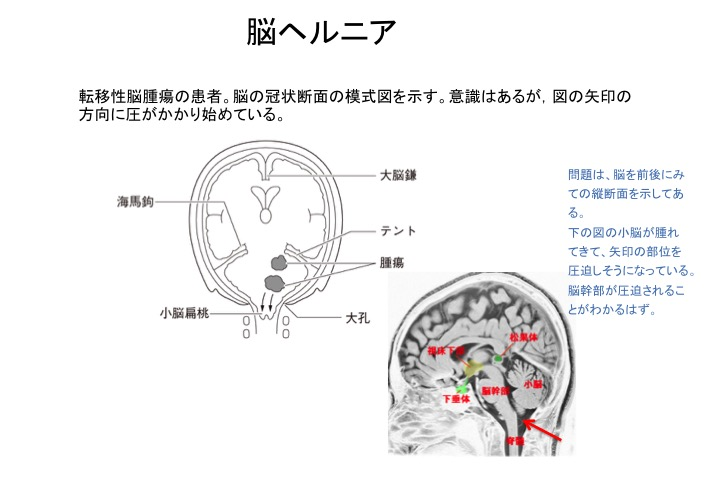 脳ヘルニア
転移性脳腫瘍の患者。脳の冠状断面の模式図を示す。意識はあるが，図の矢印の
方向に圧がかかり始めている。
大脳鎌
海馬鉤
テント
腫瘍
小脳扁桃
大孔
問題は、脳を前後にみ
ての縦断面を示してあ
る。
下の図の小脳が腫れ
てきて、矢印の部位を
圧迫しそうになっている。
脳幹部が圧迫されるこ
とがわかるはず。
松果体
視床下部
小脳
脳幹部
下垂体
脊髄